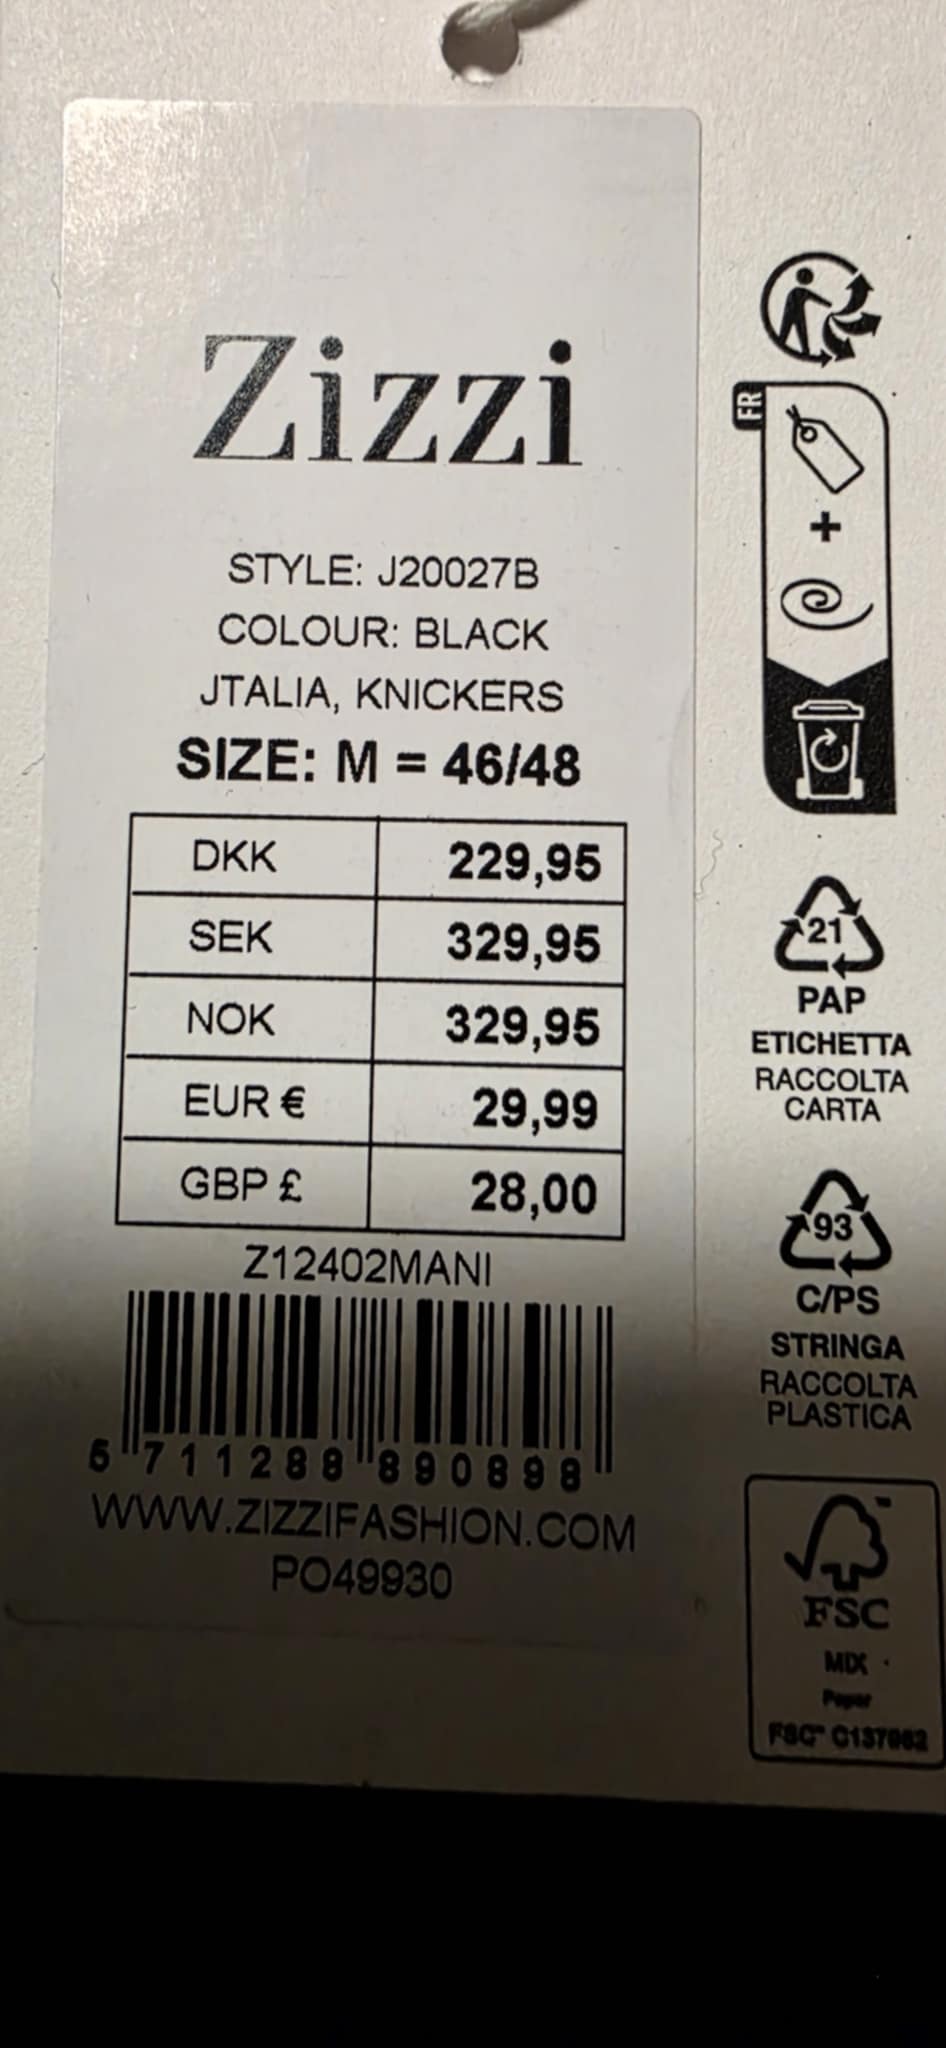 Zizzi
STYLE: J20027B
COLOUR: BLACK
JTALIA, KNICKERS
SIZE: M = 46/48
DKK 229,95
SEK 329,95
NOK 329,95
EUR € 29,99
GBP £ 28,00
Z12402MANI
5 711288 890898
WWW.ZIZZIFASHION.COM
PO49930
FR
+
21
PAP
ETICHETTA
RACCOLTA
CARTA
93
C/PS
STRINGA
RACCOLTA
PLASTICA
FSC
MIX
Paper
FSC™